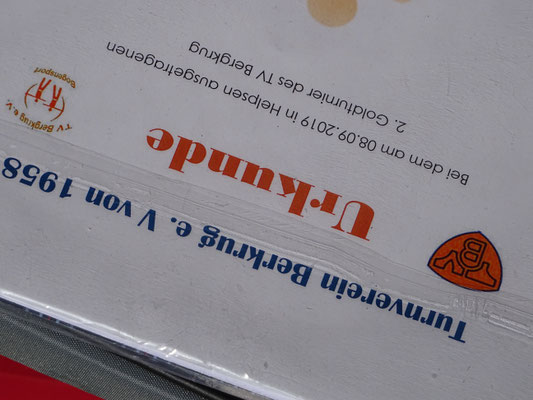 Turnverein Berkrug e. V von 1958
Urkunde
TV Bergkrug e.V.
Bogensport
Bei dem am 08.09.2019 in Helpsen ausgetragenen
2. Goldturnier des TV Bergkrug